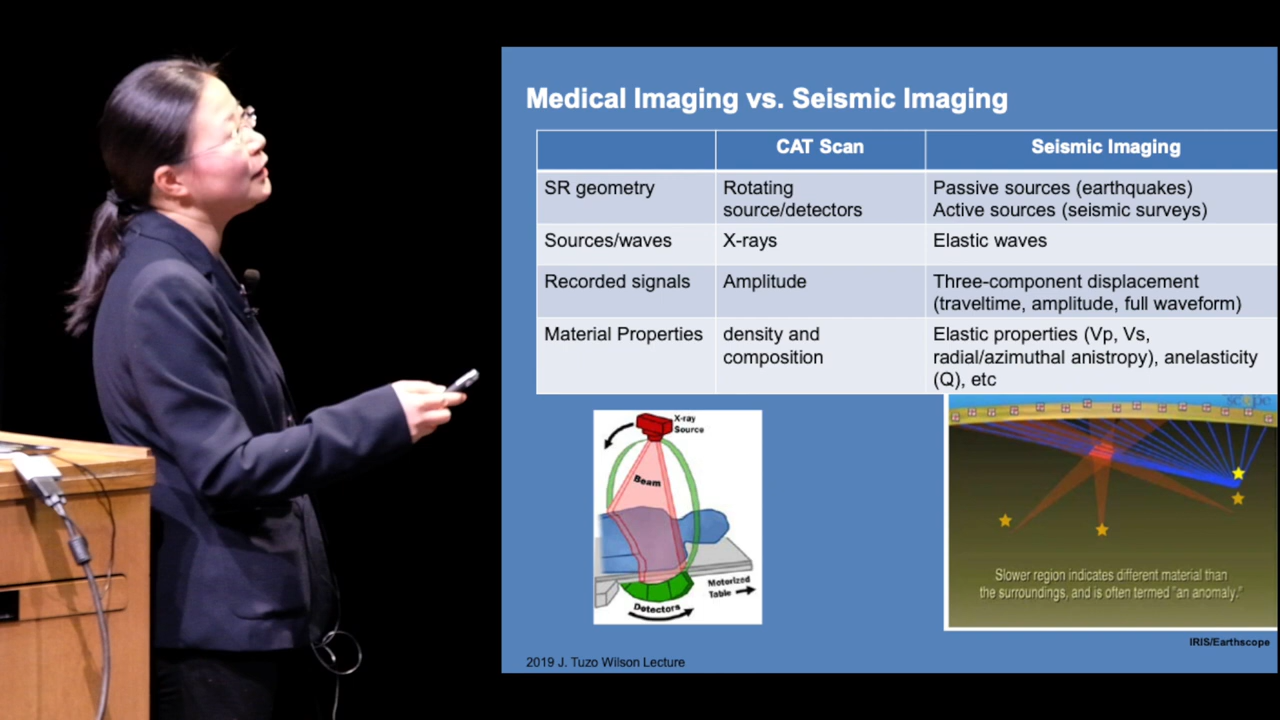 Medical Imaging vs. Seismic Imaging
CAT Scan
Seismic Imaging
SR geometry
Rotating
source/detectors
Passive sources (earthquakes)
Active sources (seismic surveys)
Sources/waves
X-rays
Elastic waves
Recorded signals
Amplitude
Three-component displacement
(traveltime, amplitude, full waveform)
Material Properties
density and
composition
Elastic properties (Vp, Vs,
radial/azimuthal anistropy), anelasticity
(Q), etc
X-ray
Source
Beam
Motorized
Table
Detectors
scope
Slower region indicates different material than
the surroundings, and is often termed "an anomaly."
IRIS/Earthscope
2019 J. Tuzo Wilson Lecture